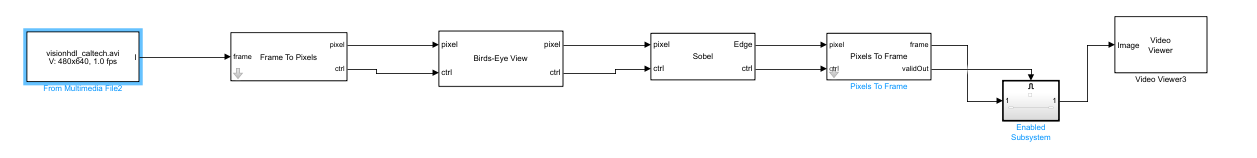 visionhdl_caltech.avi
V: 480x640, 1.0 fps
I
From Multimedia File2
frame
Frame To Pixels
pixel
ctrl
pixel
ctrl
Birds-Eye View
pixel
ctrl
pixel
ctrl
Sobel
Edge
ctrl
pixel
ctrl
Pixels To Frame
frame
validOut
Pixels To Frame
1
1
Enabled
Subsystem
Image
Video
Viewer
Video Viewer3